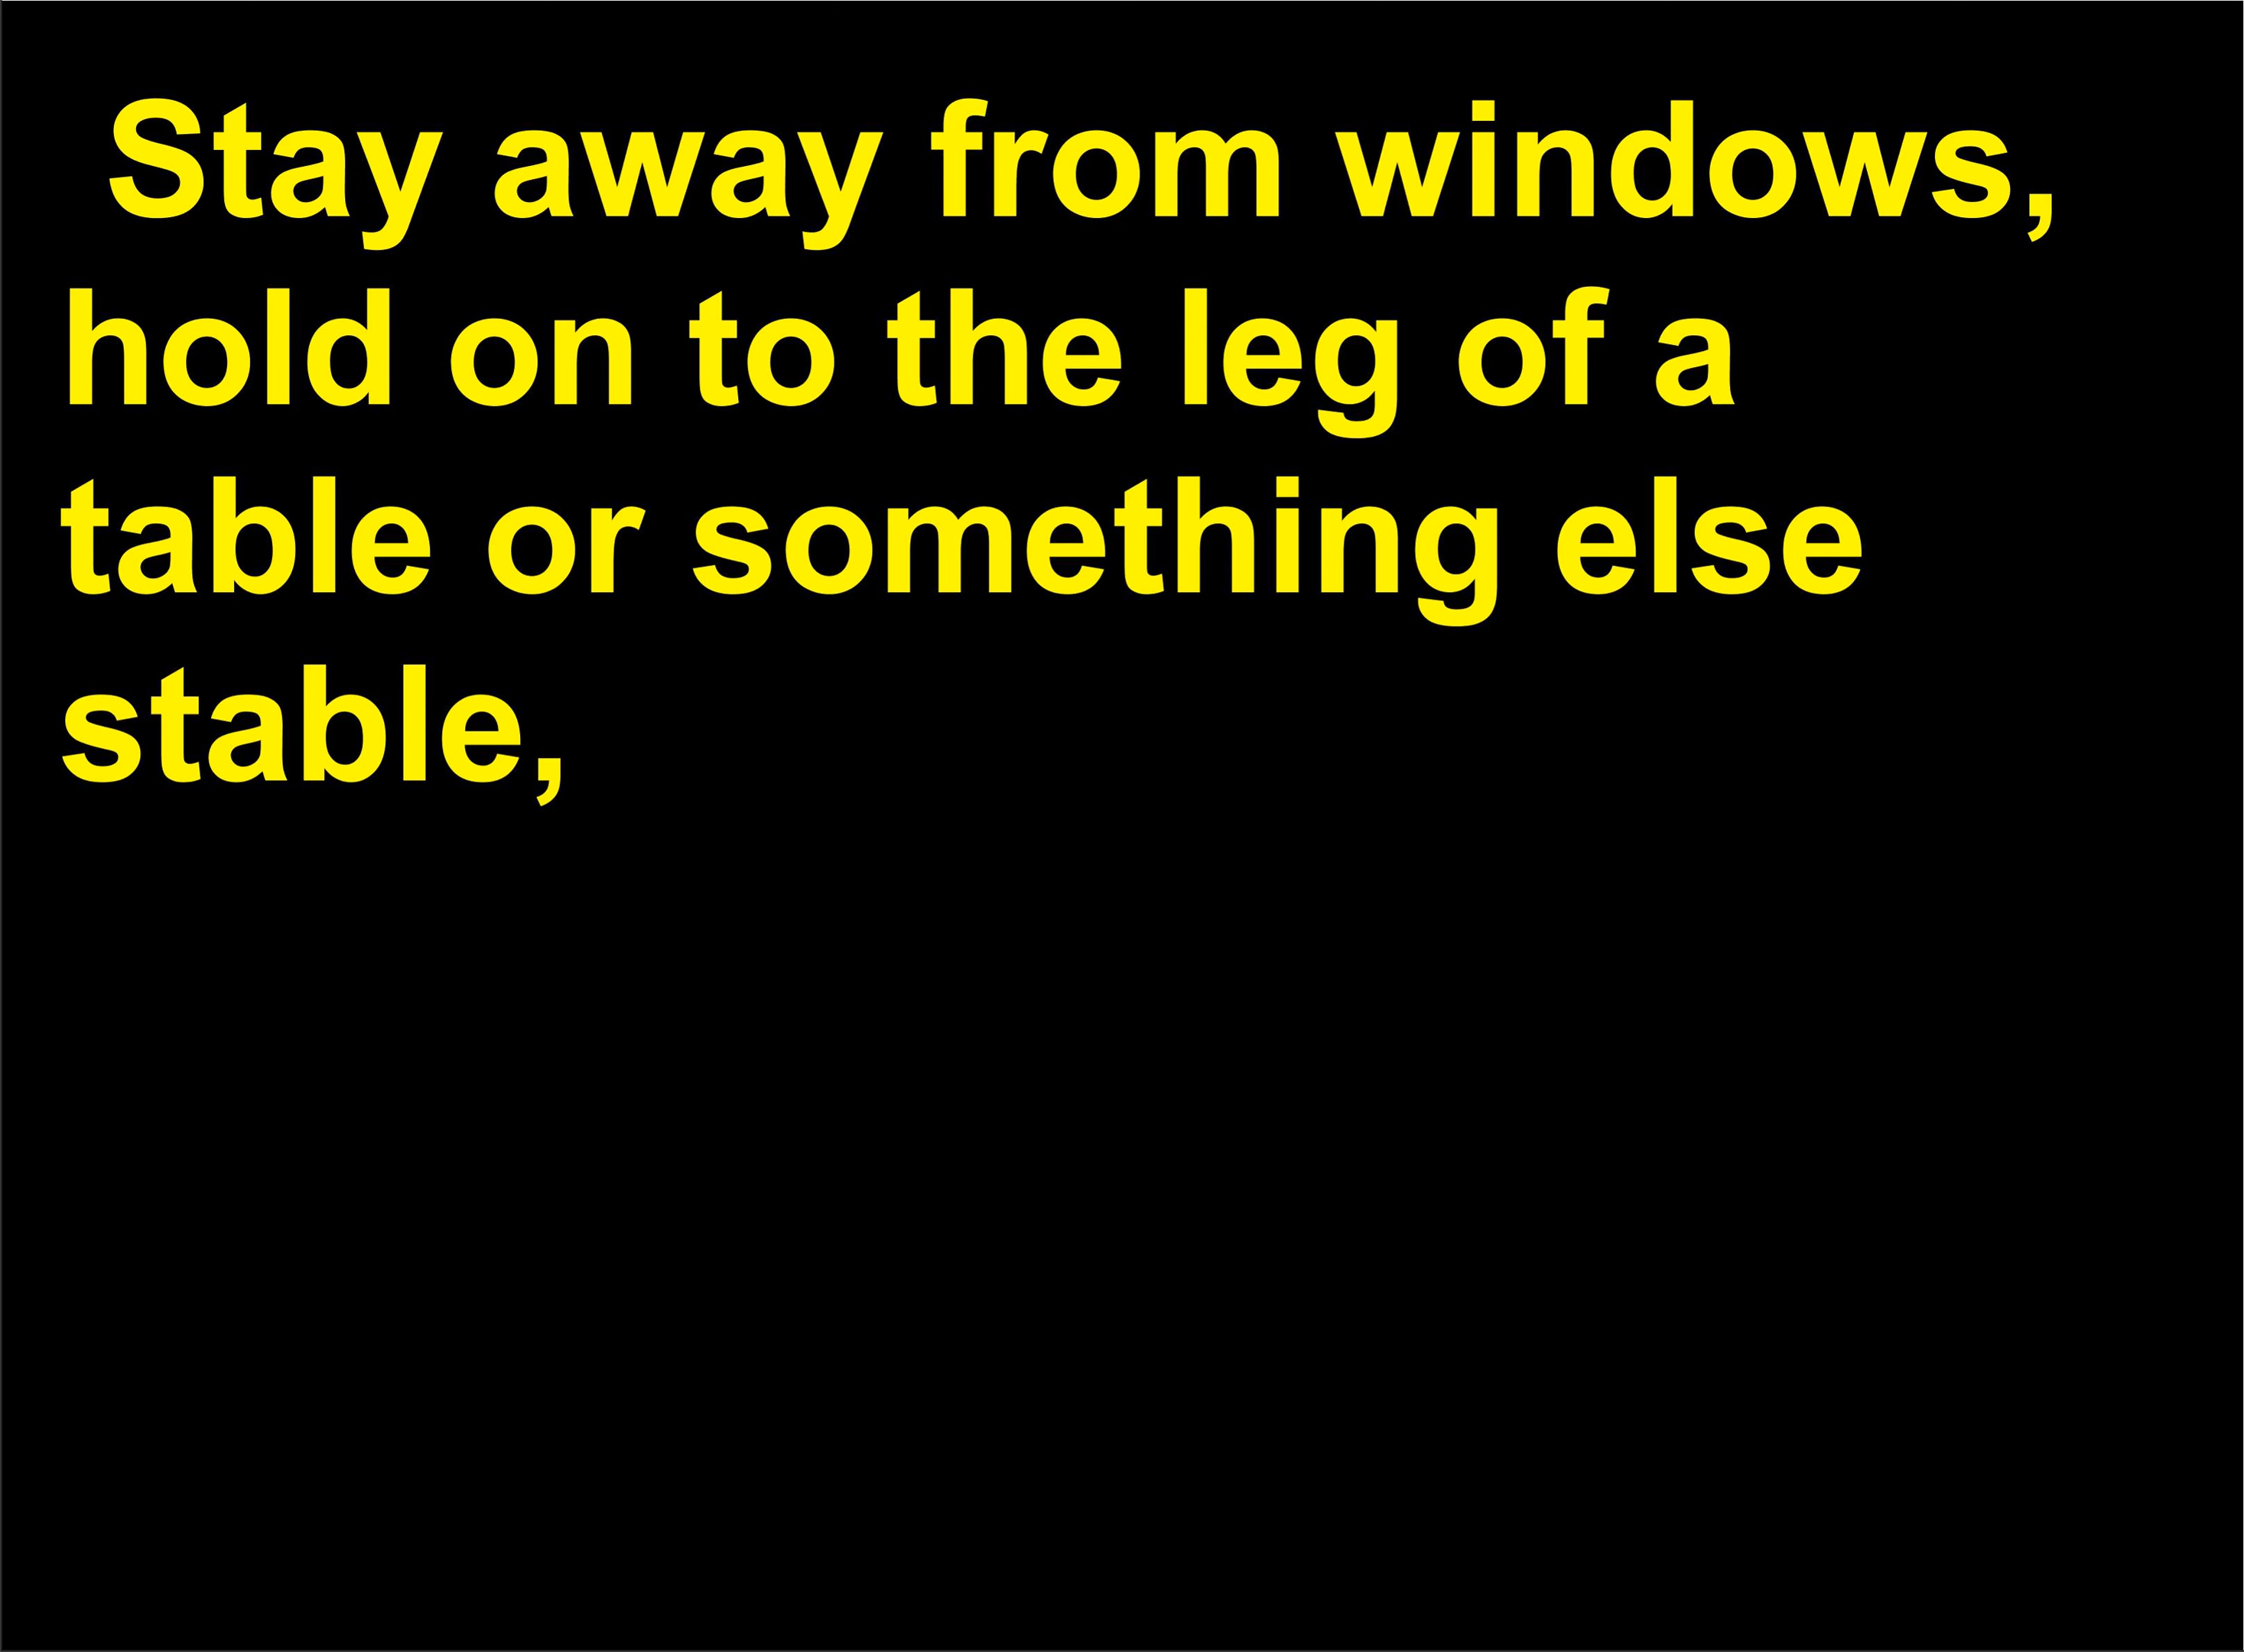 Stay away from windows,
hold on to the leg of a
table or something else
stable,